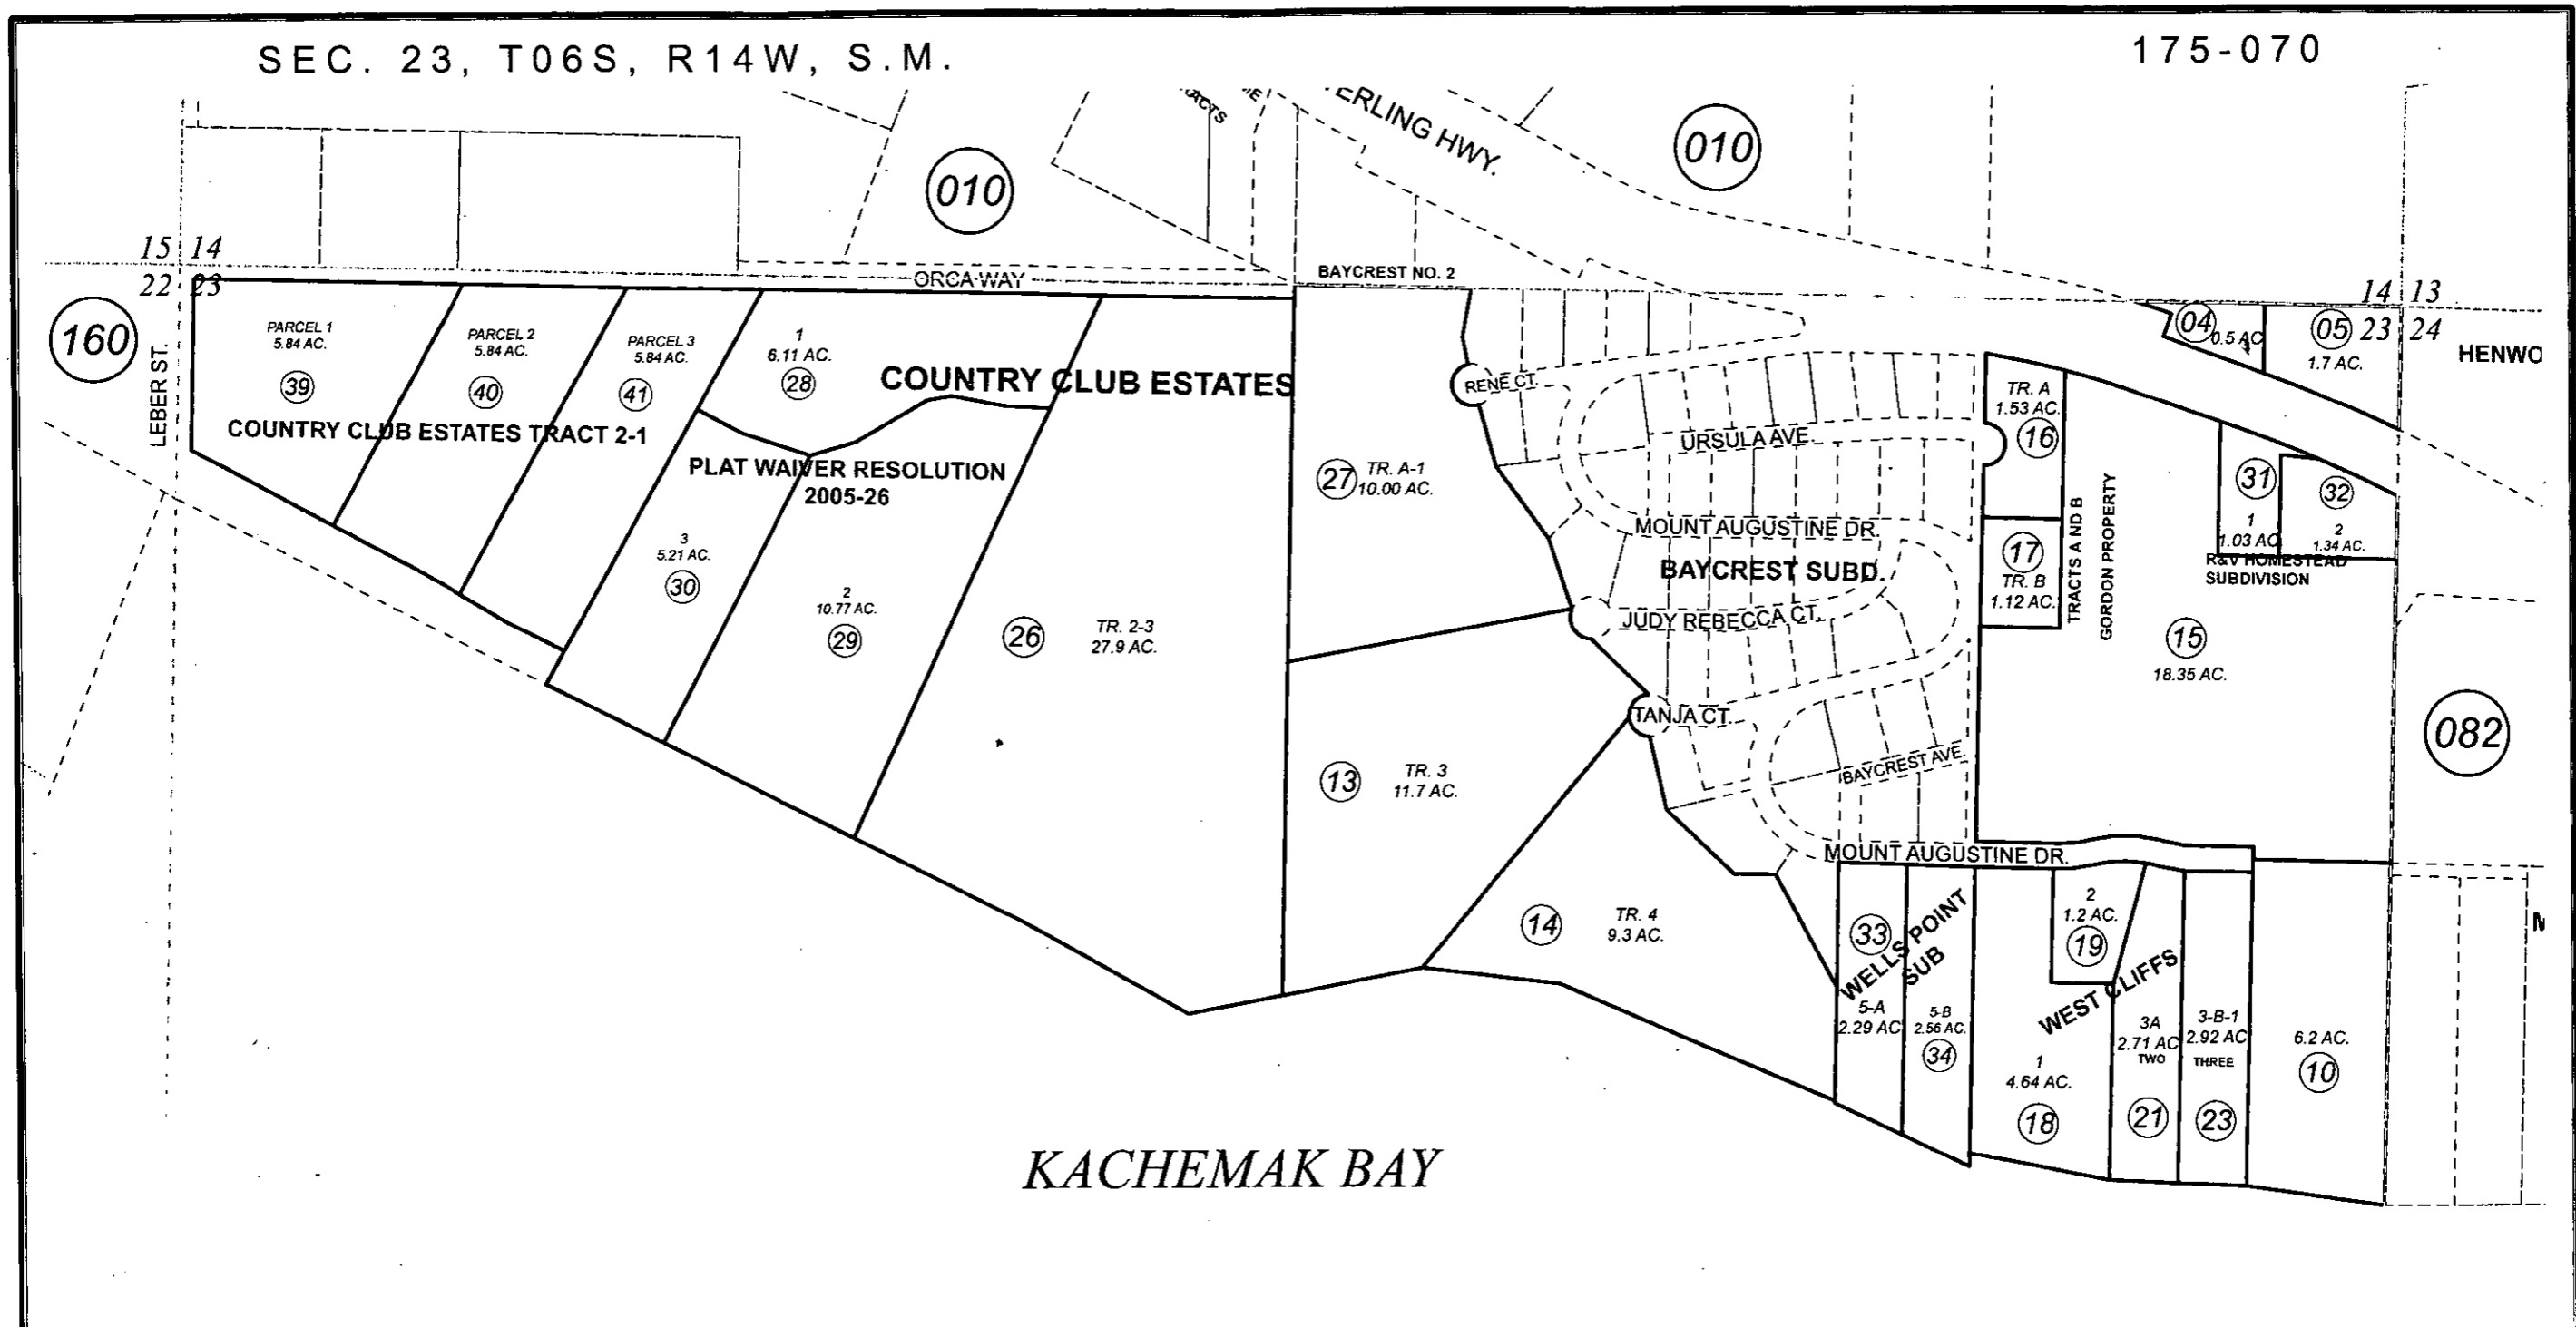 SEC. 23, T06S, R14W, S.M.
175-070
ACTS
ERLING HWY.
010
010
15 14
22 23
160
LEBER ST.
ORCA WAY
BAYCREST NO. 2
14 13
23 24
04
0.5 AC
05
1.7 AC.
HENWO
PARCEL 1
5.84 AC.
39
PARCEL 2
5.84 AC.
40
PARCEL 3
5.84 AC.
41
1
6.11 AC.
28
COUNTRY CLUB ESTATES
COUNTRY CLUB ESTATES TRACT 2-1
PLAT WAIVER RESOLUTION
2005-26
3
5.21 AC.
30
2
10.77 AC.
29
26
TR. 2-3
27.9 AC.
27
TR. A-1
10.00 AC.
RENE CT.
URSULA AVE.
MOUNT AUGUSTINE DR.
BAYCREST SUBD.
JUDY REBECCA CT.
TANJA CT.
BAYCREST AVE.
MOUNT AUGUSTINE DR.
TR. A
1.53 AC.
16
17
TR. B
1.12 AC.
TRACTS A AND B
GORDON PROPERTY
31
1
1.03 AC
32
2
1.34 AC.
R&V HOMESTEAD
SUBDIVISION
15
18.35 AC.
082
13
TR. 3
11.7 AC.
14
TR. 4
9.3 AC.
33
WELLS POINT
SUB
5-A
2.29 AC
5-B
2.56 AC.
34
2
1.2 AC.
19
WEST CLIFFS
1
4.64 AC.
18
3A
2.71 AC
TWO
21
3-B-1
2.92 AC
THREE
23
6.2 AC.
10
KACHEMAK BAY